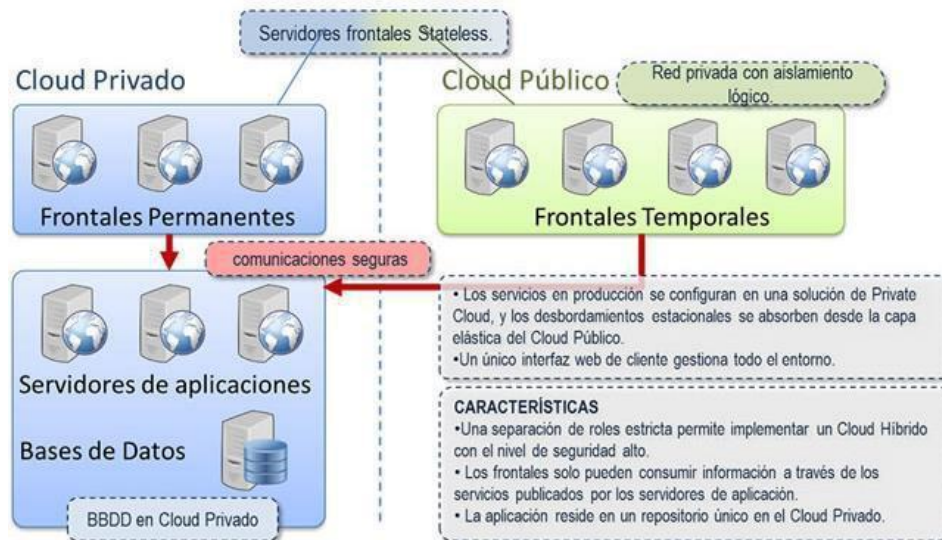 Servidores frontales Stateless.
Cloud Privado
Cloud Público
Red privada con aislamiento
lógico.
Frontales Permanentes
Frontales Temporales
comunicaciones seguras
Servidores de aplicaciones
Bases de Datos
BBDD en Cloud Privado
• Los servicios en producción se configuran en una solución de Private
Cloud, y los desbordamientos estacionales se absorben desde la capa
elástica del Cloud Público.
• Un único interfaz web de cliente gestiona todo el entorno.
CARACTERÍSTICAS
•Una separación de roles estricta permite implementar un Cloud Híbrido
con el nivel de seguridad alto.
• Los frontales solo pueden consumir información a través de los
servicios publicados por los servidores de aplicación.
• La aplicación reside en un repositorio único en el Cloud Privado.